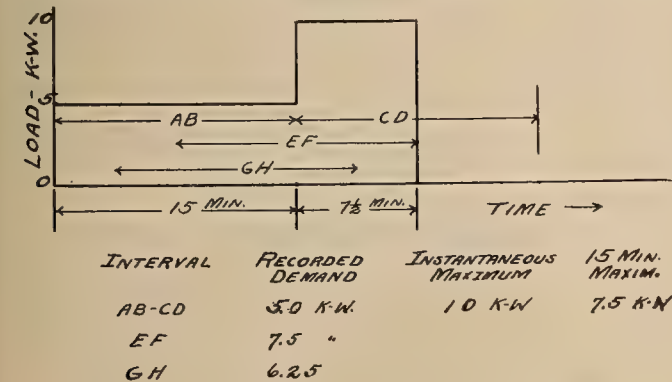 10
LOAD - K.W.
5
AB
CD
EF
GH
0
15 MIN.
7½ MIN.
TIME →
INTERVAL RECORDED DEMAND INSTANTANEOUS MAXIMUM 15 MIN. MAXIM.
AB-CD 5.0 K-W. 10 K-W 7.5 K-W
EF 7.5 "
GH 6.25